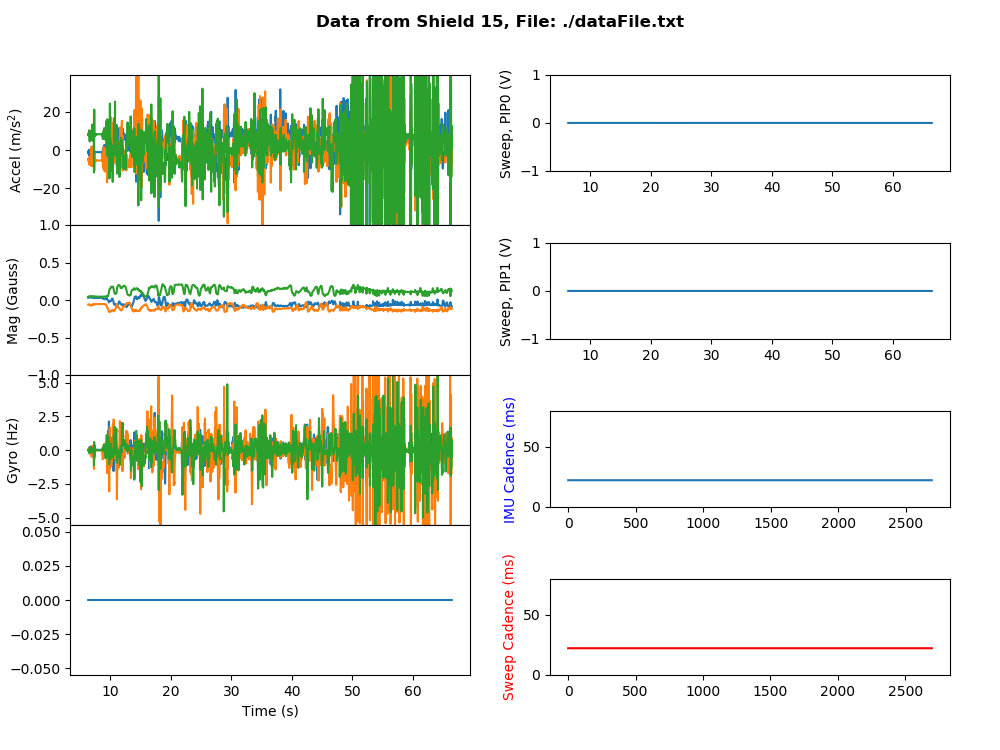 Data from Shield 15, File: ./dataFile.txt
Accel (m/s²)
20
0
−20
Mag (Gauss)
1.0
0.5
0.0
−0.5
−1.0
Gyro (Hz)
5.0
2.5
0.0
−2.5
−5.0
0.050
0.025
0.000
−0.025
−0.050
10 20 30 40 50 60
Time (s)
Sweep, PIP0 (V)
1
0
−1
10 20 30 40 50 60
Sweep, PIP1 (V)
1
0
−1
10 20 30 40 50 60
IMU Cadence (ms)
50
0
0 500 1000 1500 2000 2500
Sweep Cadence (ms)
50
0
0 500 1000 1500 2000 2500